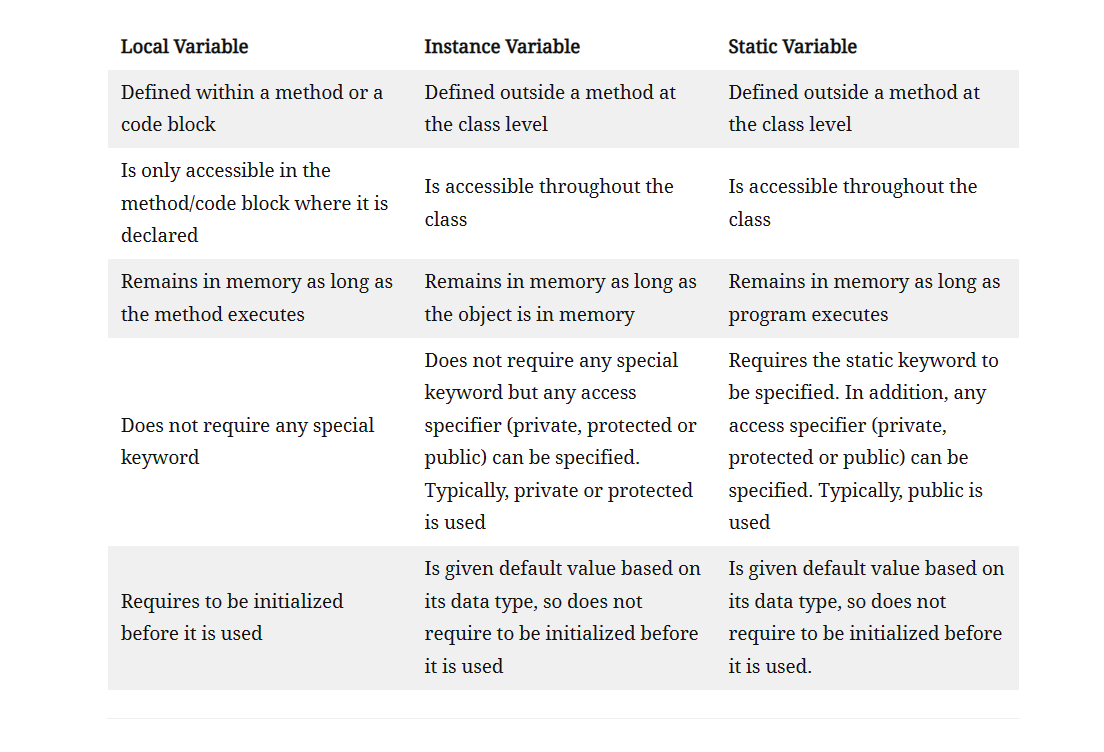 Local Variable
Instance Variable
Static Variable
Defined within a method or a
code block
Defined outside a method at
the class level
Defined outside a method at
the class level
Is only accessible in the
method/code block where it is
declared
Is accessible throughout the
class
Is accessible throughout the
class
Remains in memory as long as
the method executes
Remains in memory as long as
the object is in memory
Remains in memory as long as
program executes
Does not require any special
keyword
Does not require any special
keyword but any access
specifier (private, protected or
public) can be specified.
Typically, private or protected
is used
Requires the static keyword to
be specified. In addition, any
access specifier (private,
protected or public) can be
specified. Typically, public is
used
Requires to be initialized
before it is used
Is given default value based on
its data type, so does not
require to be initialized before
it is used
Is given default value based on
its data type, so does not
require to be initialized before
it is used.